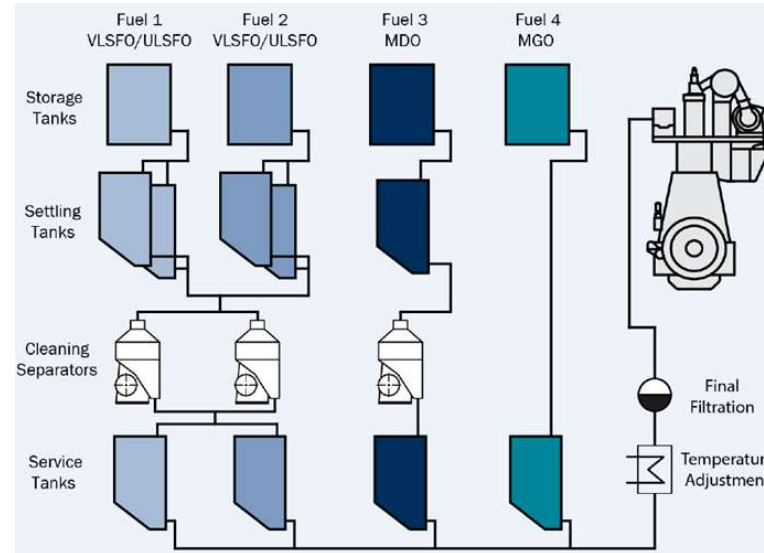 Fuel 1
VLSFO/ULSFO
Fuel 2
VLSFO/ULSFO
Fuel 3
MDO
Fuel 4
MGO
Storage
Tanks
Settling
Tanks
Cleaning
Separators
Service
Tanks
Final
Filtration
Temperatur
Adjustmen